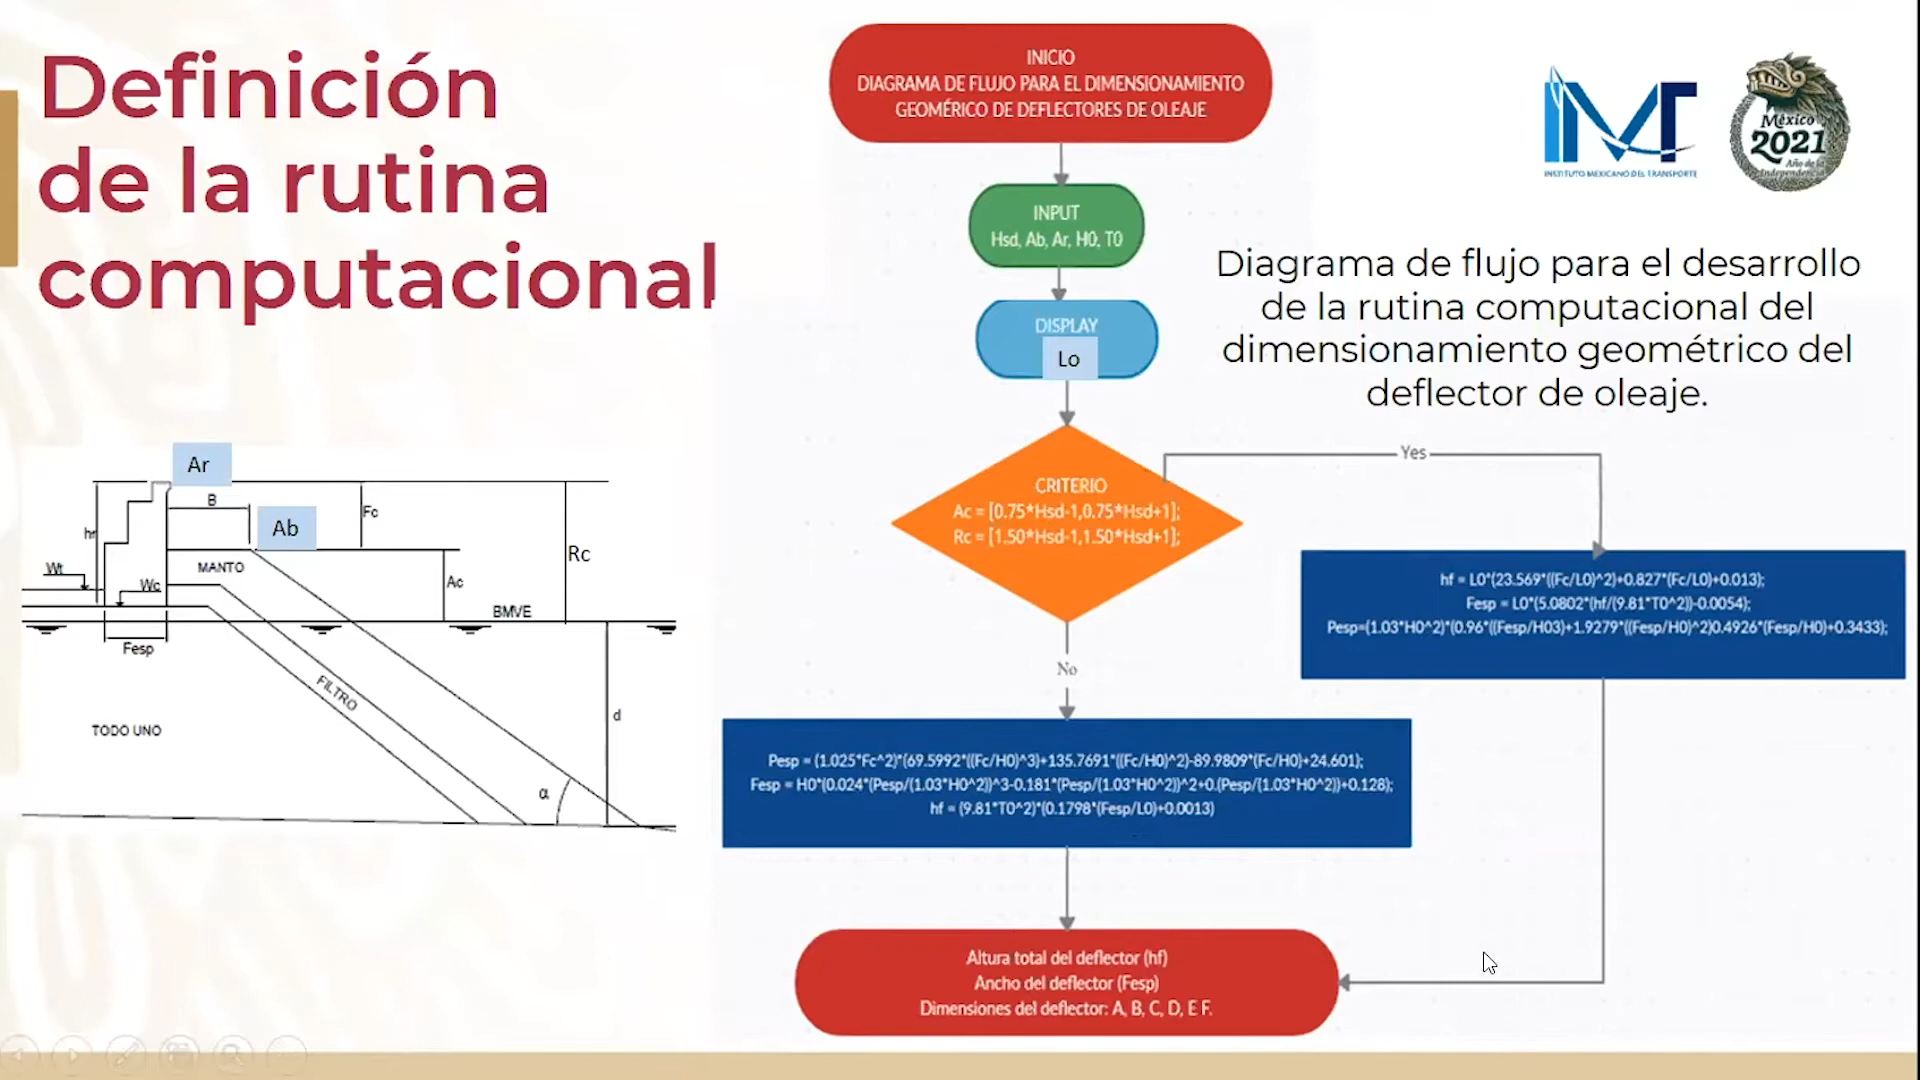 Definición
de la rutina
computacional
INICIO
DIAGRAMA DE FLUJO PARA EL DIMENSIONAMIENTO
GEOMÉRICO DE DEFLECTORES DE OLEAJE
INPUT
Hsd, Ab, Ar, H0, T0
DISPLAY
Lo
CRITERIO
Ac = [0.75*Hsd-1,0.75*Hsd+1];
Rc = [1.50*Hsd-1,1.50*Hsd+1];
Yes
No
hf = L0*(23.569*((Fc/L0)^2)+0.827*(Fc/L0)+0.013);
Fesp = L0*(5.0802*(hf/(9.81*T0^2))-0.0054);
Pesp=(1.03*H0^2)*(0.96*((Fesp/H03)+1.9279*((Fesp/H0)^2)0.4926*(Fesp/H0)+0.3433);
Pesp = (1.025*Fc^2)*(69.5992*((Fc/H0)^3)+135.7691*((Fc/H0)^2)-89.9809*(Fc/H0)+24.601);
Fesp = H0*(0.024*(Pesp/(1.03*H0^2))^3-0.181*(Pesp/(1.03*H0^2))^2+0.(Pesp/(1.03*H0^2))+0.128);
hf = (9.81*T0^2)*(0.1798*(Fesp/L0)+0.0013)
Altura total del deflector (hf)
Ancho del deflector (Fesp)
Dimensiones del deflector: A, B, C, D, E F.
IMT
INSTITUTO MEXICANO DEL TRANSPORTE
México
2021
Año de la
Independencia
Diagrama de flujo para el desarrollo
de la rutina computacional del
dimensionamiento geométrico del
deflector de oleaje.
Ar
B
Ab
Fc
hf
Rc
MANTO
Wt
Wc
Ac
BMVE
Fesp
FILTRO
d
TODO UNO
α